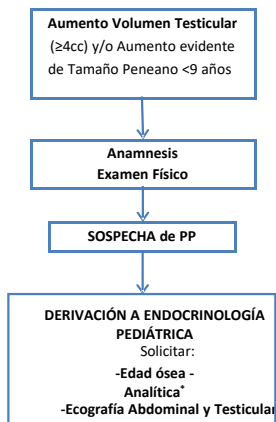 Aumento Volumen Testicular
(≥4cc) y/o Aumento evidente
de Tamaño Peneano <9 años
Anamnesis
Examen Físico
SOSPECHA de PP
DERIVACIÓN A ENDOCRINOLOGÍA
PEDIÁTRICA
Solicitar:
-Edad ósea -
Analítica*
-Ecografía Abdominal y Testicular